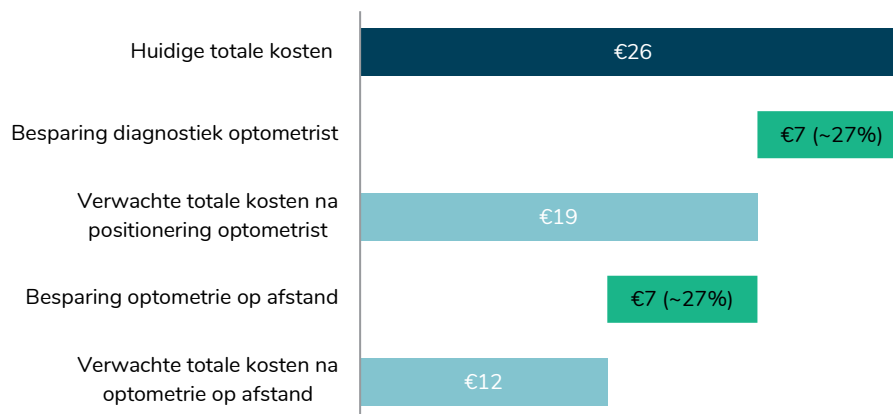 Huidige totale kosten
€26
Besparing diagnostiek optometrist
€7 (~27%)
Verwachte totale kosten na
positionering optometrist
€19
Besparing optometrie op afstand
€7 (~27%)
Verwachte totale kosten na
optometrie op afstand
€12